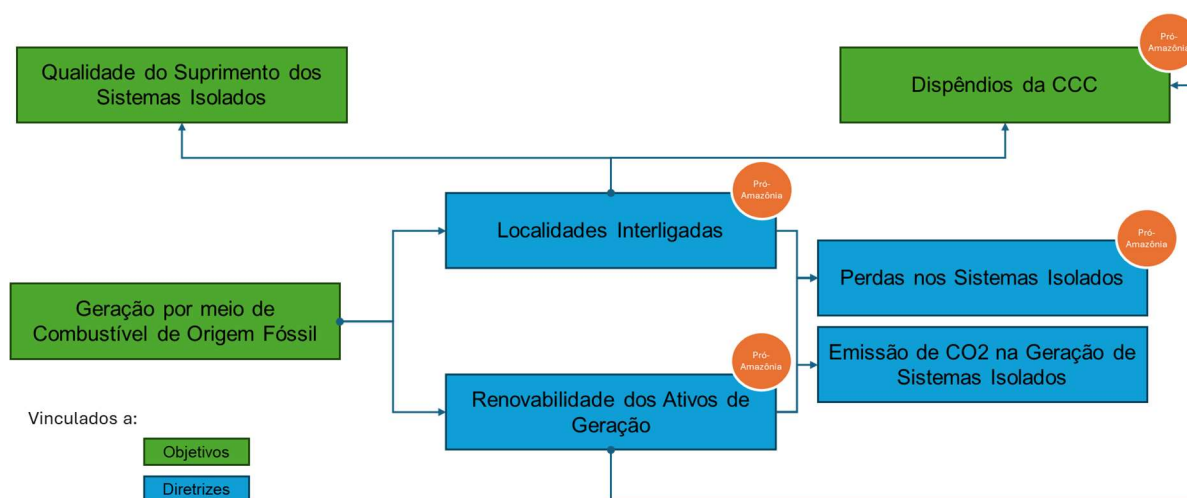 Pró-
Amazônia
Qualidade do Suprimento dos
Sistemas Isolados
Dispêndios da CCC
Pró-
Amazônia
Localidades Interligadas
Pró-
Amazônia
Perdas nos Sistemas Isolados
Geração por meio de
Combustível de Origem Fóssil
Emissão de CO2 na Geração de
Sistemas Isolados
Pró-
Amazônia
Renovabilidade dos Ativos de
Geração
Vinculados a:
Objetivos
Diretrizes